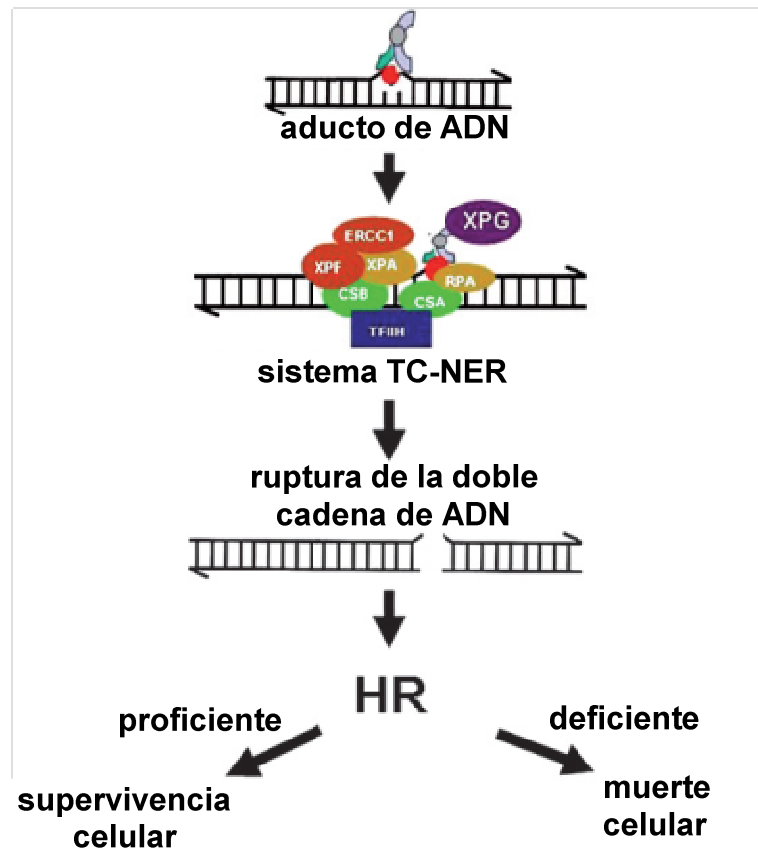 aducto de ADN
XPG
ERCC1
XPF
XPA
RPA
CSB
CSA
TFIIH
sistema TC-NER
ruptura de la doble
cadena de ADN
HR
proficiente
deficiente
supervivencia
celular
muerte
celular